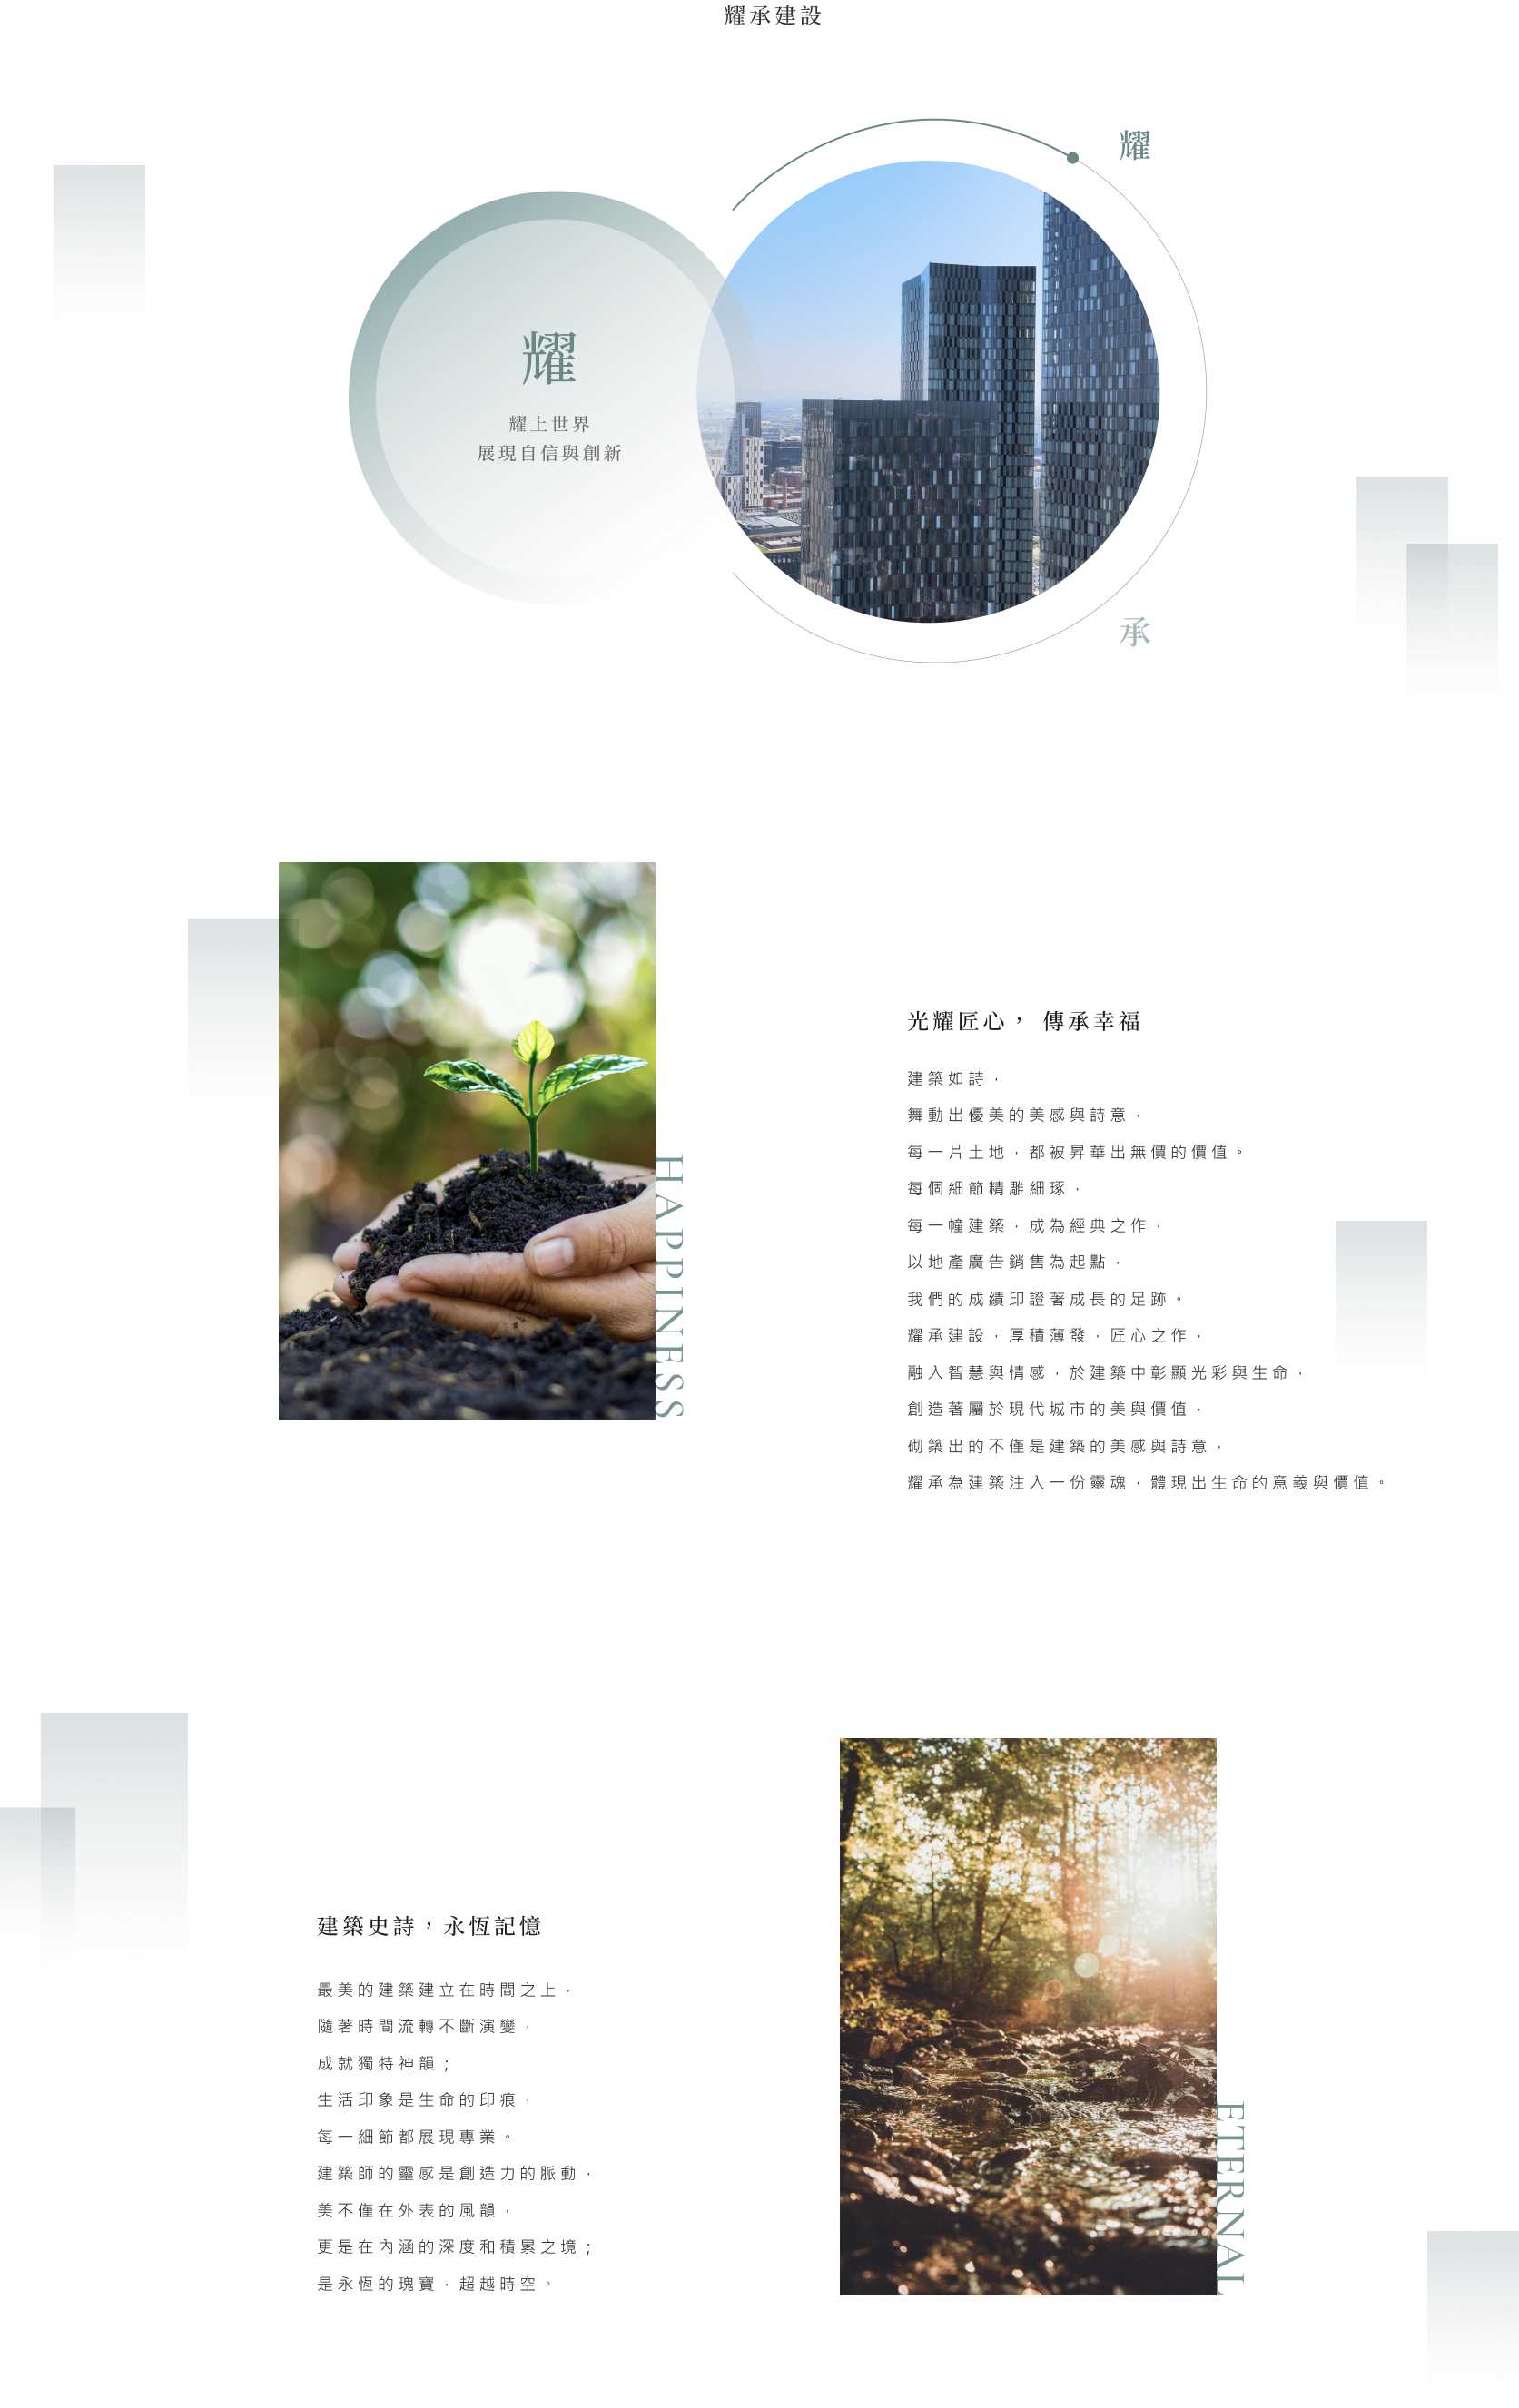 耀承建設
耀
耀
耀上世界
展現自信與創新
承
光耀匠心， 傳承幸福
建築如詩，
舞動出優美的美感與詩意，
每一片土地，都被昇華出無價的價值。
每個細節精雕細琢，
每一幢建築，成為經典之作，
以地產廣告銷售為起點，
我們的成績印證著成長的足跡。
耀承建設，厚積薄發，匠心之作，
融入智慧與情感，於建築中彰顯光彩與生命，
創造著屬於現代城市的美與價值，
砌築出的不僅是建築的美感與詩意，
耀承為建築注入一份靈魂，體現出生命的意義與價值。
HAPPINESS
建築史詩，永恆記憶
最美的建築建立在時間之上，
隨著時間流轉不斷演變，
成就獨特神韻；
生活印象是生命的印痕，
每一細節都展現專業。
建築師的靈感是創造力的脈動，
美不僅在外表的風韻，
更是在內涵的深度和積累之境；
是永恆的瑰寶，超越時空。
ETERNAL